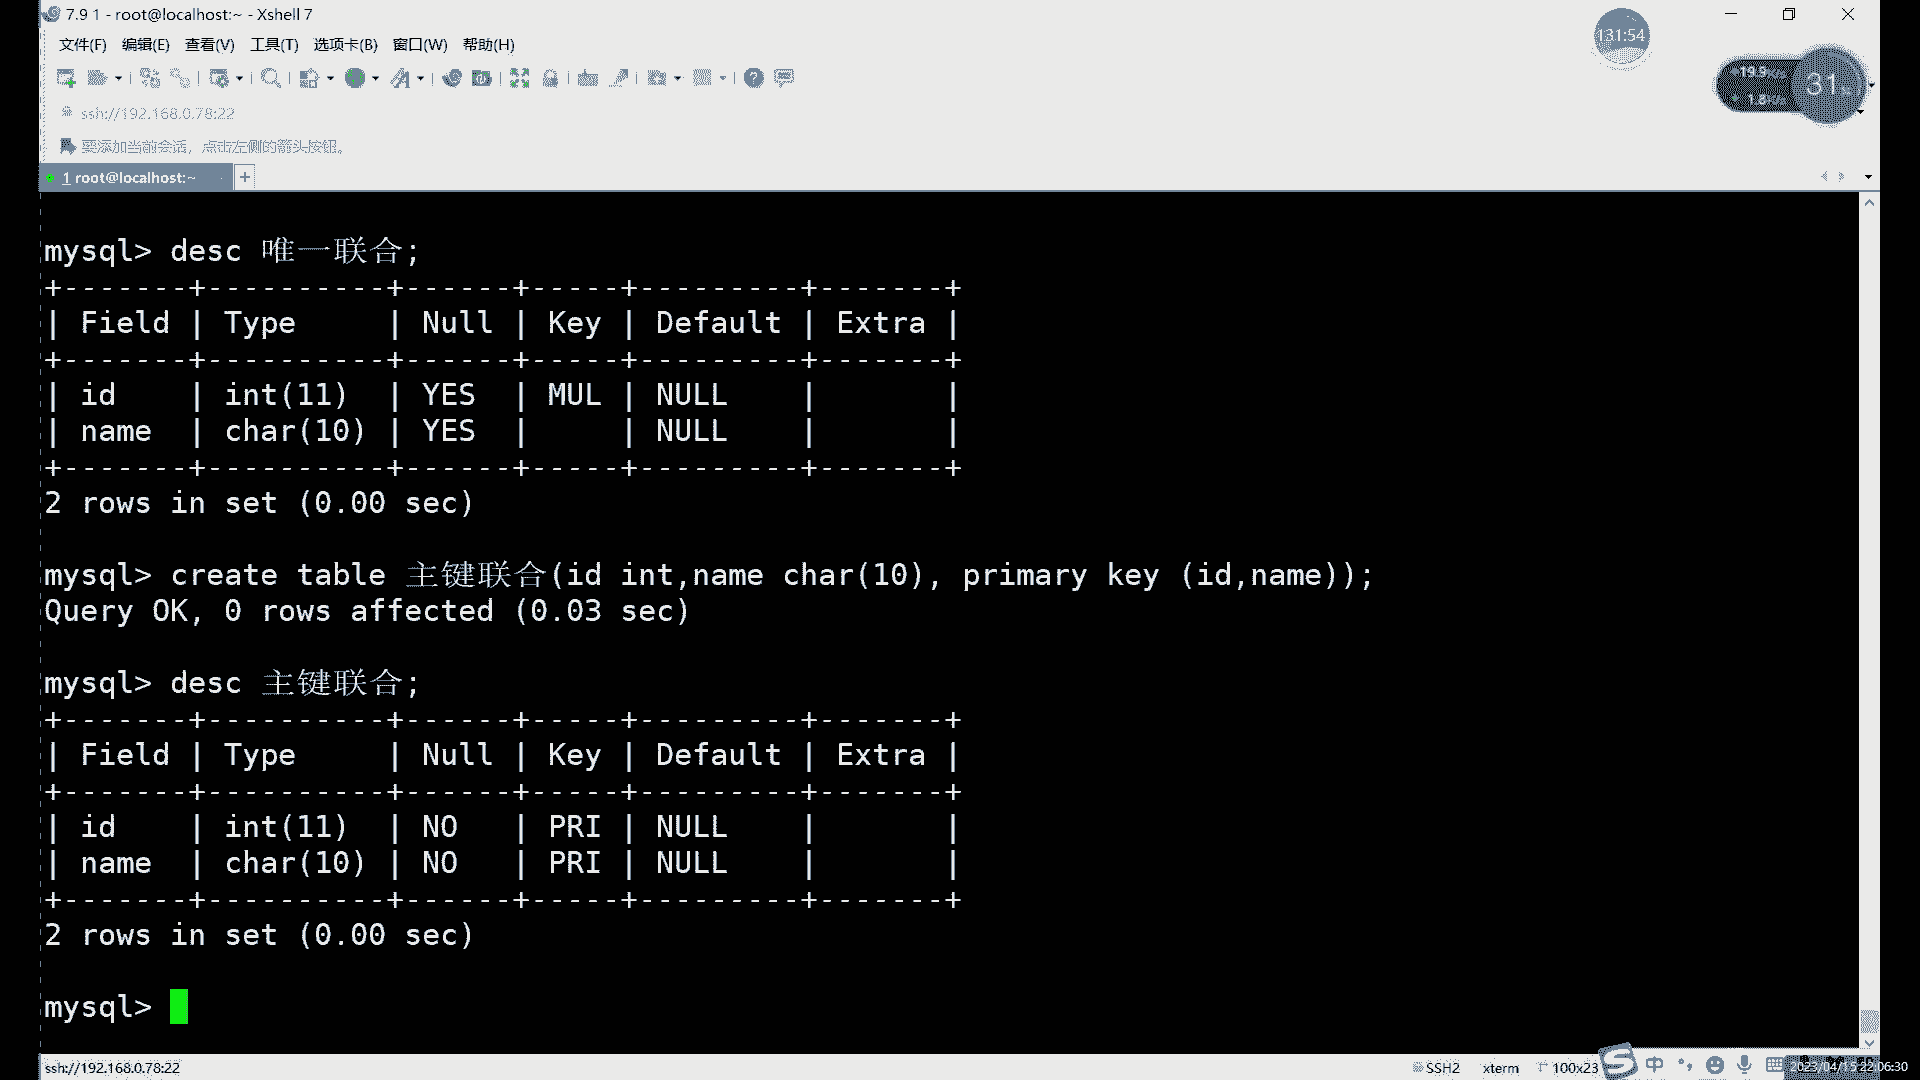 7.9 1 - root@localhost:~ - Xshell 7
131:54
文件(F) 编辑(E) 查看(V) 工具(T) 选项卡(B) 窗口(W) 帮助(H)
19.9K/s
31
1.8K/s
ssh://192.168.0.78:22
要添加当前会话，点击左侧的箭头按钮。
1 root@localhost:~
mysql> desc 唯一联合;
+-------+----------+------+-----+---------+-------+
| Field | Type     | Null | Key | Default | Extra |
+-------+----------+------+-----+---------+-------+
| id    | int(11)  | YES  | MUL | NULL    |       |
| name  | char(10) | YES  |     | NULL    |       |
+-------+----------+------+-----+---------+-------+
2 rows in set (0.00 sec)
mysql> create table 主键联合(id int,name char(10), primary key (id,name));
Query OK, 0 rows affected (0.03 sec)
mysql> desc 主键联合;
+-------+----------+------+-----+---------+-------+
| Field | Type     | Null | Key | Default | Extra |
+-------+----------+------+-----+---------+-------+
| id    | int(11)  | NO   | PRI | NULL    |       |
| name  | char(10) | NO   | PRI | NULL    |       |
+-------+----------+------+-----+---------+-------+
2 rows in set (0.00 sec)
mysql>
ssh://192.168.0.78:22 SSH2 xterm 100x23 中 2023/04/15 22:06:30